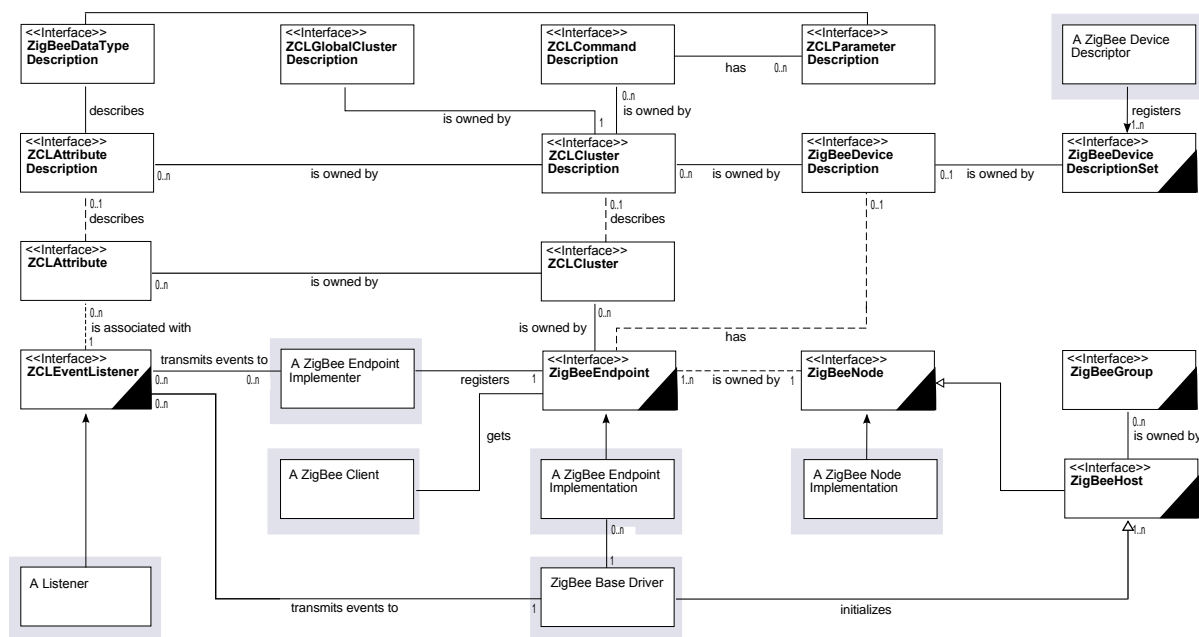 <<Interface>>
ZigBeeDataType
Description
<<Interface>>
ZCLGlobalCluster
Description
<<Interface>>
ZCLCommand
Description
<<Interface>>
ZCLParameter
Description
A ZigBee Device
Descriptor
has
0..n
describes
is owned by
0..n
is owned by
1
registers
1..n
<<Interface>>
ZCLAttribute
Description
<<Interface>>
ZCLCluster
Description
<<Interface>>
ZigBeeDevice
Description
<<Interface>>
ZigBeeDevice
DescriptionSet
0..n
is owned by
0..n
is owned by
0..1
is owned by
0..1
describes
0..1
describes
0..1
<<Interface>>
ZCLAttribute
<<Interface>>
ZCLCluster
0..n
is owned by
0..n
is associated with
1
0..n
is owned by
has
<<Interface>>
ZCLEventListener
transmits events to
0..n
0..n
0..n
A ZigBee Endpoint
Implementer
registers
1
<<Interface>>
ZigBeeEndpoint
1..n
is owned by
1
<<Interface>>
ZigBeeNode
<<Interface>>
ZigBeeGroup
gets
0..n
is owned by
A ZigBee Client
A ZigBee Endpoint
Implementation
A ZigBee Node
Implementation
<<Interface>>
ZigBeeHost
0..n
1
1..n
A Listener
ZigBee Base Driver
transmits events to
1
initializes